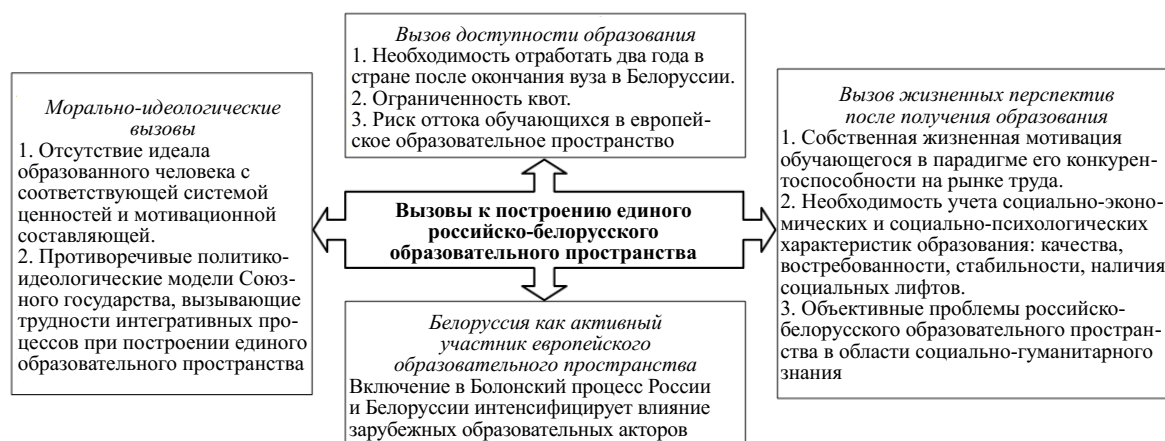 Вызов доступности образования
1. Необходимость отработать два года в
стране после окончания вуза в Белоруссии.
2. Ограниченность квот.
3. Риск оттока обучающихся в европей-
ское образовательное пространство
Морально-идеологические
вызовы
1. Отсутствие идеала
образованного человека с
соответствующей системой
ценностей и мотивационной
составляющей.
2. Противоречивые политико-
идеологические модели Союз-
ного государства, вызывающие
трудности интегративных про-
цессов при построении единого
образовательного пространства
Вызовы к построению единого
российско-белорусского
образовательного пространства
Вызов жизненных перспектив
после получения образования
1. Собственная жизненная мотивация
обучающегося в парадигме его конкурен-
тоспособности на рынке труда.
2. Необходимость учета социально-эконо-
мических и социально-психологических
характеристик образования: качества,
востребованности, стабильности, наличия
социальных лифтов.
3. Объективные проблемы российско-
белорусского образовательного простран-
ства в области социально-гуманитарного
знания
Белоруссия как активный
участник европейского
образовательного пространства
Включение в Болонский процесс России
и Белоруссии интенсифицирует влияние
зарубежных образовательных акторов